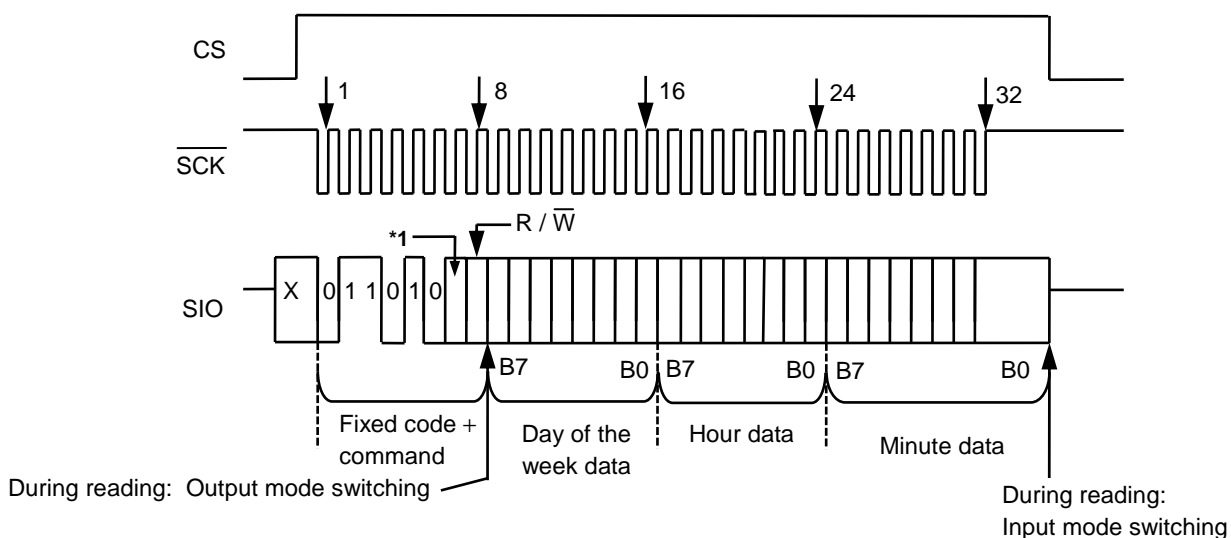 CS
1 8 16 24 32
SCK
R / W
*1
SIO
X 0 1 1 0 1 0
B7 B0 B7 B0 B7 B0
Fixed code +
command
Day of the
week data
Hour data
Minute data
During reading: Output mode switching
During reading:
Input mode switching